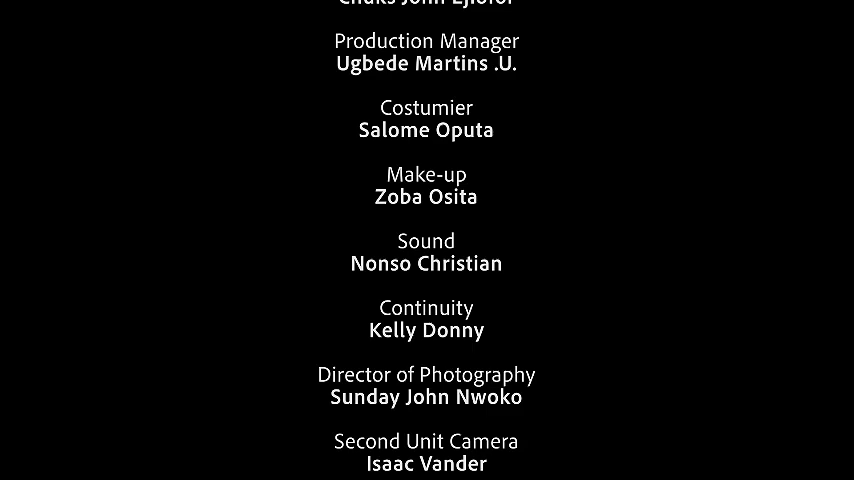 Chuks John Ejiofor
Production Manager
Ugbede Martins .U.
Costumier
Salome Oputa
Make-up
Zoba Osita
Sound
Nonso Christian
Continuity
Kelly Donny
Director of Photography
Sunday John Nwoko
Second Unit Camera
Isaac Vander